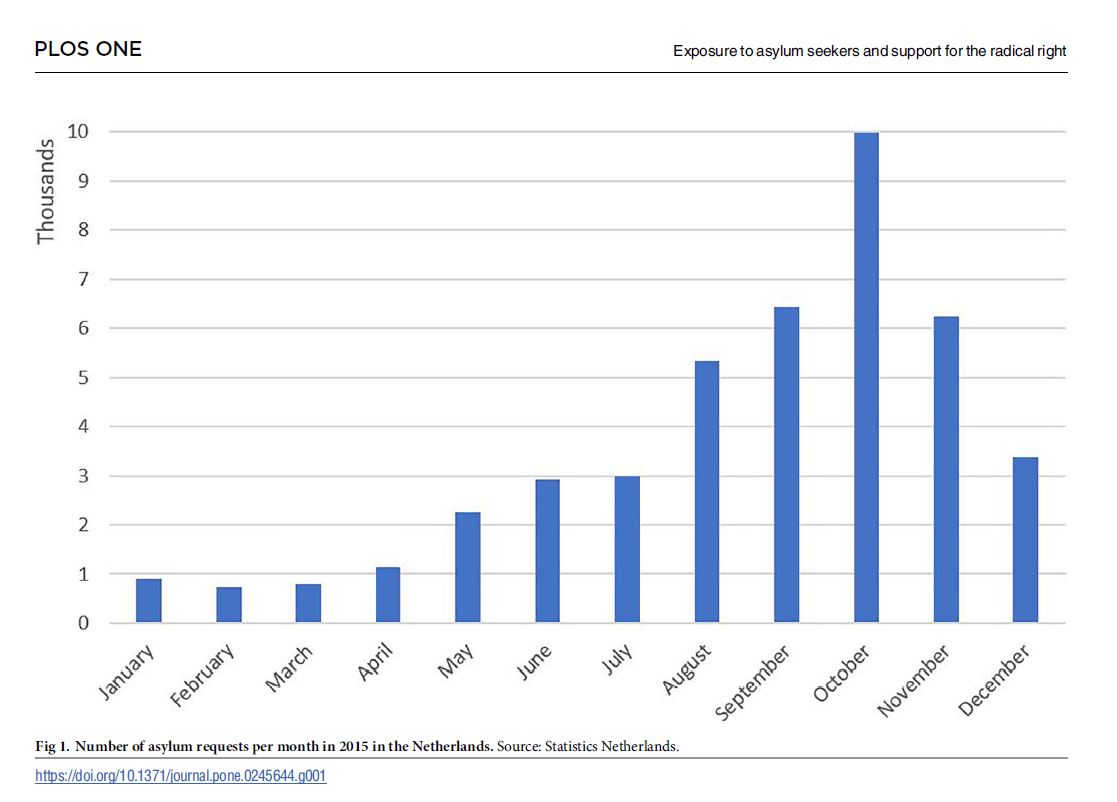 PLOS ONE
Exposure to asylum seekers and support for the radical right
Thousands
10
9
8
7
6
5
4
3
2
1
0
January
February
March
April
May
June
July
August
September
October
November
December
Fig 1. Number of asylum requests per month in 2015 in the Netherlands. Source: Statistics Netherlands.
https://doi.org/10.1371/journal.pone.0245644.g001